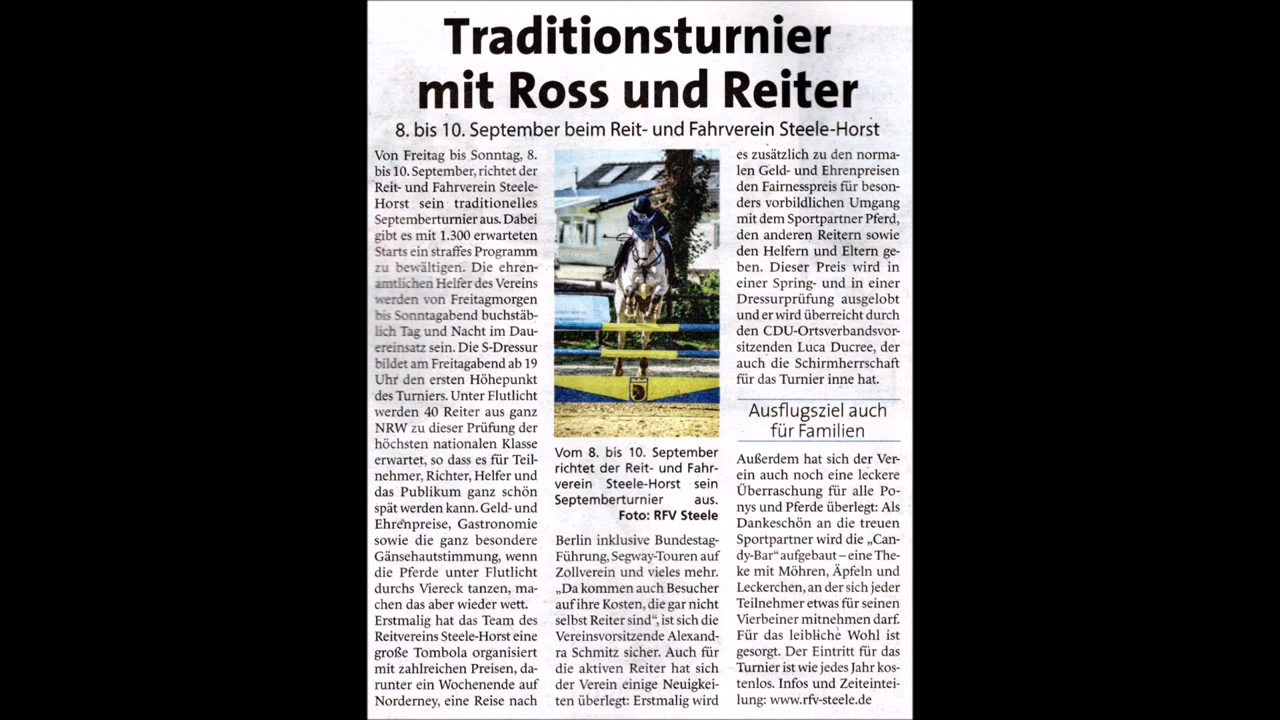 Traditionsturnier
mit Ross und Reiter
8. bis 10. September beim Reit- und Fahrverein Steele-Horst
Von Freitag bis Sonntag, 8.
bis 10. September, richtet der
Reit- und Fahrverein Steele-
Horst sein traditionelles
Septemberturnier aus. Dabei
gibt es mit 1.300 erwarteten
Starts ein straffes Programm
zu bewältigen. Die ehren-
amtlichen Helfer des Vereins
werden von Freitagmorgen
bis Sonntagabend buchstäb-
lich Tag und Nacht im Dau-
ereinsatz sein. Die S-Dressur
bildet am Freitagabend ab 19
Uhr den ersten Höhepunkt
des Turniers. Unter Flutlicht
werden 40 Reiter aus ganz
NRW zu dieser Prüfung der
höchsten nationalen Klasse
erwartet, so dass es für Teil-
nehmer, Richter, Helfer und
das Publikum ganz schön
spät werden kann. Geld- und
Ehrenpreise, Gastronomie
sowie die ganz besondere
Gänsehautstimmung, wenn
die Pferde unter Flutlicht
durchs Viereck tanzen, ma-
chen das aber wieder wett.
Erstmalig hat das Team des
Reitvereins Steele-Horst eine
große Tombola organisiert
mit zahlreichen Preisen, da-
runter ein Wochenende auf
Norderney, eine Reise nach
Vom 8. bis 10. September
richtet der Reit- und Fahr-
verein Steele-Horst sein
Septemberturnier aus.
Foto: RFV Steele
Berlin inklusive Bundestag-
Führung, Segway-Touren auf
Zollverein und vieles mehr.
„Da kommen auch Besucher
auf ihre Kosten, die gar nicht
selbst Reiter sind“, ist sich die
Vereinsvorsitzende Alexand-
ra Schmitz sicher. Auch für
die aktiven Reiter hat sich
der Verein einige Neuigkei-
ten überlegt: Erstmalig wird
es zusätzlich zu den norma-
len Geld- und Ehrenpreisen
den Fairnesspreis für beson-
ders vorbildlichen Umgang
mit dem Sportpartner Pferd,
den anderen Reitern sowie
den Helfern und Eltern ge-
ben. Dieser Preis wird in
einer Spring- und in einer
Dressurprüfung ausgelobt
und er wird überreicht durch
den CDU-Ortsverbandsvor-
sitzenden Luca Ducree, der
auch die Schirmherrschaft
für das Turnier inne hat.
Ausflugsziel auch
für Familien
Außerdem hat sich der Ver-
ein auch noch eine leckere
Überraschung für alle Po-
nys und Pferde überlegt: Als
Dankeschön an die treuen
Sportpartner wird die „Can-
dy-Bar“ aufgebaut – eine The-
ke mit Möhren, Äpfeln und
Leckerchen, an der sich jeder
Teilnehmer etwas für seinen
Vierbeiner mitnehmen darf.
Für das leibliche Wohl ist
gesorgt. Der Eintritt für das
Turnier ist wie jedes Jahr kos-
tenlos. Infos und Zeiteintei-
lung: www.rfv-steele.de